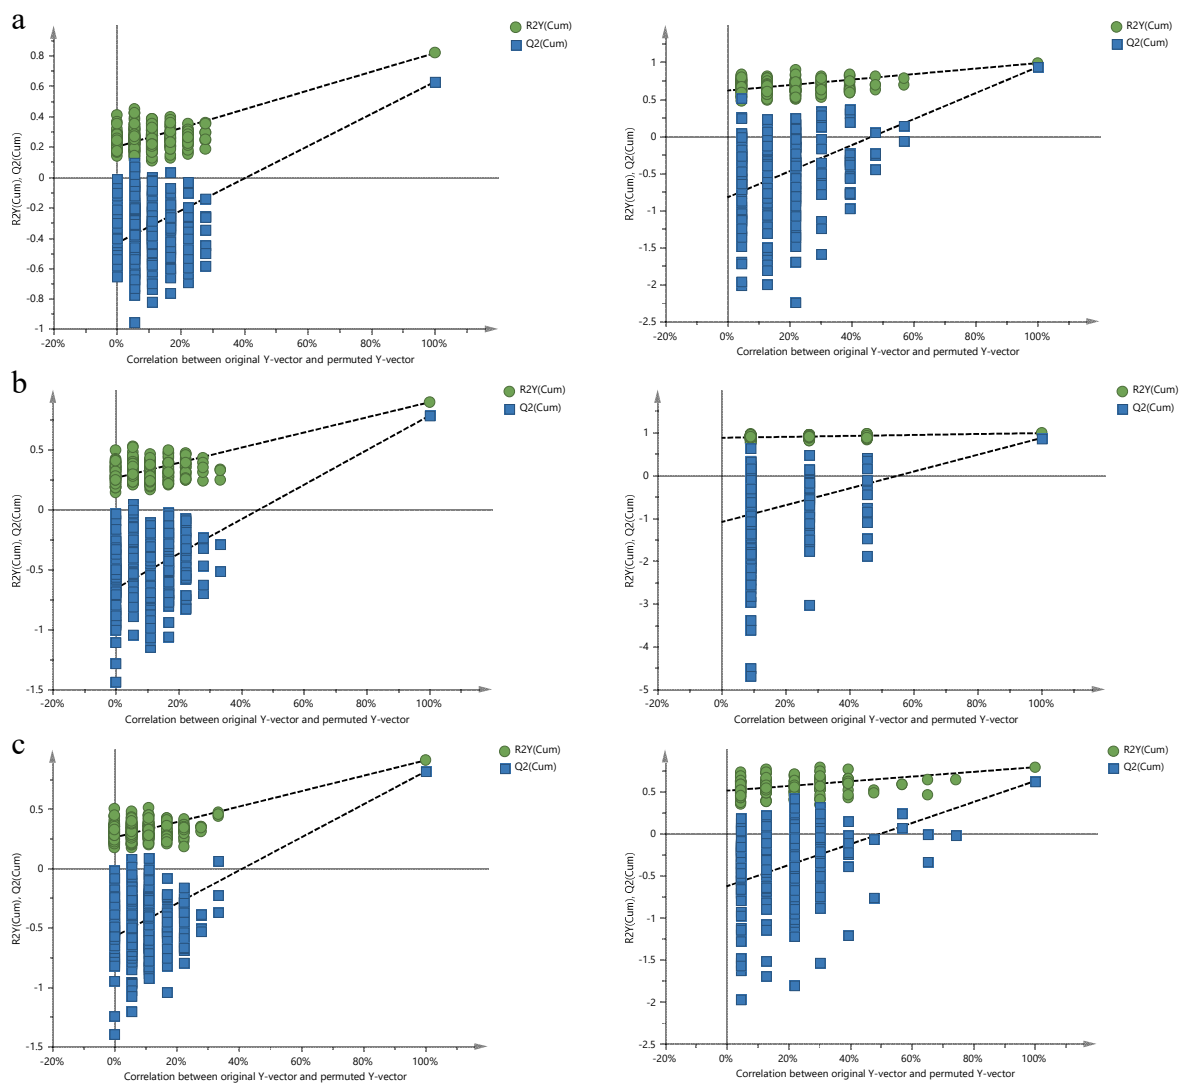 a
R2Y(Cum)
Q2(Cum)
R2Y(Cum), Q2(Cum)
0.8
0.6
0.4
0.2
0
-0.2
-0.4
-0.6
-0.8
-1
-20% 0% 20% 40% 60% 80% 100%
Correlation between original Y-vector and permuted Y-vector
R2Y(Cum)
Q2(Cum)
R2Y(Cum), Q2(Cum)
1
0.5
0
-0.5
-1
-1.5
-2
-2.5
-20% 0% 20% 40% 60% 80% 100%
Correlation between original Y-vector and permuted Y-vector
b
R2Y(Cum)
Q2(Cum)
R2Y(Cum), Q2(Cum)
0.5
0
-0.5
-1
-1.5
-20% 0% 20% 40% 60% 80% 100%
Correlation between original Y-vector and permuted Y-vector
R2Y(Cum)
Q2(Cum)
R2Y(Cum), Q2(Cum)
1
0
-1
-2
-3
-4
-5
-20% 0% 20% 40% 60% 80% 100%
Correlation between original Y-vector and permuted Y-vector
c
R2Y(Cum)
Q2(Cum)
R2Y(Cum), Q2(Cum)
0.5
0
-0.5
-1
-1.5
-20% 0% 20% 40% 60% 80% 100%
Correlation between original Y-vector and permuted Y-vector
R2Y(Cum)
Q2(Cum)
R2Y(Cum), Q2(Cum)
0.5
0
-0.5
-1
-1.5
-2
-2.5
-20% 0% 20% 40% 60% 80% 100%
Correlation between original Y-vector and permuted Y-vector